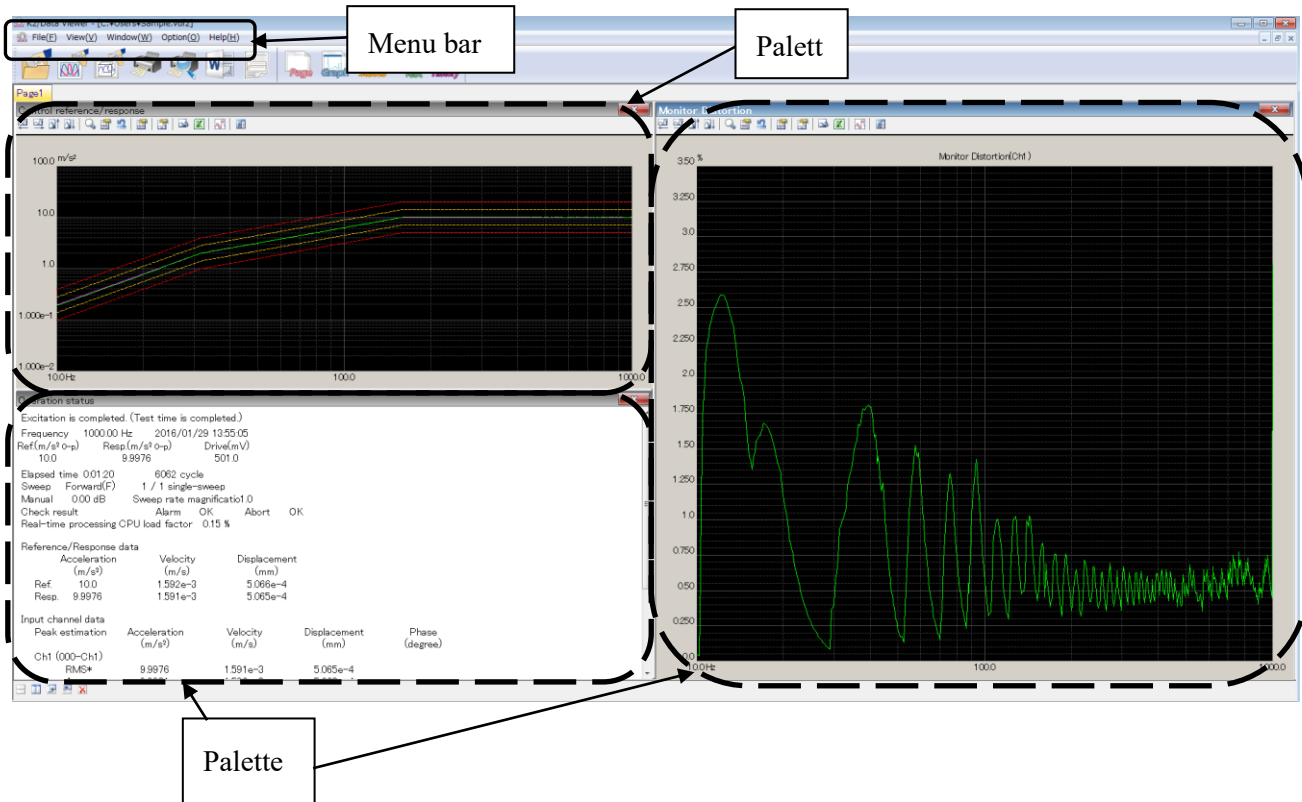 K2/Data Viewer - [C:¥Users¥Sample.vdf2]
File(F) View(V) Window(W) Option(O) Help(H)
Menu bar
Palett
Page
Page1
Control reference/response
100.0 m/s²
10.0
1.0
1.000e-1
1.000e-2
10.0Hz 100.0 1000.0
Monitor Distortion
Monitor Distortion(Ch1 )
3.50 %
3.250
3.0
2.750
2.50
2.250
2.0
1.750
1.50
1.250
1.0
0.750
0.50
0.250
0.0
10.0Hz 100.0 1000.0
Operation status
Excitation is completed. (Test time is completed.)
Frequency 1000.00 Hz 2016/01/29 13:55:05
Ref.(m/s² o-p) Resp.(m/s² o-p) Drive(mV)
10.0 9.9976 501.0
Elapsed time 0:01:20 6062 cycle
Sweep Forward(F) 1 / 1 single-sweep
Manual 0.00 dB Sweep rate magnificatio1.0
Check result Alarm OK Abort OK
Real-time processing CPU load factor 0.15 %
Reference/Response data
Acceleration Velocity Displacement
(m/s²) (m/s) (mm)
Ref. 10.0 1.592e-3 5.066e-4
Resp. 9.9976 1.591e-3 5.065e-4
Input channel data
Peak estimation Acceleration Velocity Displacement Phase
(m/s²) (m/s) (mm) (degree)
Ch1 (000-Ch1)
RMS* 9.9976 1.591e-3 5.065e-4
Palette